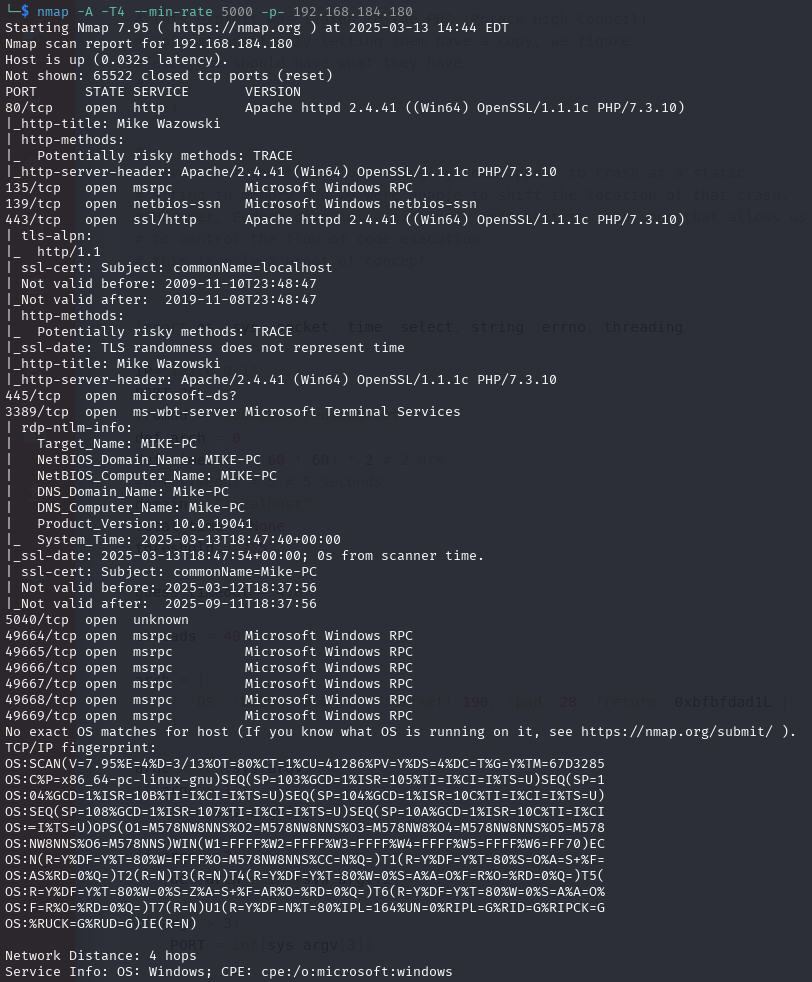 └─$ nmap -A -T4 --min-rate 5000 -p- 192.168.184.180
Starting Nmap 7.95 ( https://nmap.org ) at 2025-03-13 14:44 EDT
Nmap scan report for 192.168.184.180
Host is up (0.032s latency).
Not shown: 65522 closed tcp ports (reset)
PORT      STATE SERVICE       VERSION
80/tcp    open  http          Apache httpd 2.4.41 ((Win64) OpenSSL/1.1.1c PHP/7.3.10)
|_http-title: Mike Wazowski
| http-methods:
|_  Potentially risky methods: TRACE
|_http-server-header: Apache/2.4.41 (Win64) OpenSSL/1.1.1c PHP/7.3.10
135/tcp   open  msrpc         Microsoft Windows RPC
139/tcp   open  netbios-ssn   Microsoft Windows netbios-ssn
443/tcp   open  ssl/http      Apache httpd 2.4.41 ((Win64) OpenSSL/1.1.1c PHP/7.3.10)
| tls-alpn:
|_  http/1.1
| ssl-cert: Subject: commonName=localhost
| Not valid before: 2009-11-10T23:48:47
|_Not valid after:  2019-11-08T23:48:47
| http-methods:
|_  Potentially risky methods: TRACE
|_ssl-date: TLS randomness does not represent time
|_http-title: Mike Wazowski
|_http-server-header: Apache/2.4.41 (Win64) OpenSSL/1.1.1c PHP/7.3.10
445/tcp   open  microsoft-ds?
3389/tcp  open  ms-wbt-server Microsoft Terminal Services
| rdp-ntlm-info:
|   Target_Name: MIKE-PC
|   NetBIOS_Domain_Name: MIKE-PC
|   NetBIOS_Computer_Name: MIKE-PC
|   DNS_Domain_Name: Mike-PC
|   DNS_Computer_Name: Mike-PC
|   Product_Version: 10.0.19041
|_  System_Time: 2025-03-13T18:47:40+00:00
|_ssl-date: 2025-03-13T18:47:54+00:00; 0s from scanner time.
| ssl-cert: Subject: commonName=Mike-PC
| Not valid before: 2025-03-12T18:37:56
|_Not valid after:  2025-09-11T18:37:56
5040/tcp  open  unknown
49664/tcp open  msrpc         Microsoft Windows RPC
49665/tcp open  msrpc         Microsoft Windows RPC
49666/tcp open  msrpc         Microsoft Windows RPC
49667/tcp open  msrpc         Microsoft Windows RPC
49668/tcp open  msrpc         Microsoft Windows RPC
49669/tcp open  msrpc         Microsoft Windows RPC
No exact OS matches for host (If you know what OS is running on it, see https://nmap.org/submit/ ).
TCP/IP fingerprint:
OS:SCAN(V=7.95%E=4%D=3/13%OT=80%CT=1%CU=41286%PV=Y%DS=4%DC=T%G=Y%TM=67D3285
OS:C%P=x86_64-pc-linux-gnu)SEQ(SP=103%GCD=1%ISR=105%TI=I%CI=I%TS=U)SEQ(SP=1
OS:04%GCD=1%ISR=10B%TI=I%CI=I%TS=U)SEQ(SP=104%GCD=1%ISR=10C%TI=I%CI=I%TS=U)
OS:SEQ(SP=108%GCD=1%ISR=107%TI=I%CI=I%TS=U)SEQ(SP=10A%GCD=1%ISR=10C%TI=I%CI
OS:=I%TS=U)OPS(O1=M578NW8NNS%O2=M578NW8NNS%O3=M578NW8%O4=M578NW8NNS%O5=M578
OS:NW8NNS%O6=M578NNS)WIN(W1=FFFF%W2=FFFF%W3=FFFF%W4=FFFF%W5=FFFF%W6=FF70)EC
OS:N(R=Y%DF=Y%T=80%W=FFFF%O=M578NW8NNS%CC=N%Q=)T1(R=Y%DF=Y%T=80%S=O%A=S+%F=
OS:AS%RD=0%Q=)T2(R=N)T3(R=N)T4(R=Y%DF=Y%T=80%W=0%S=A%A=O%F=R%O=%RD=0%Q=)T5(
OS:R=Y%DF=Y%T=80%W=0%S=Z%A=S+%F=AR%O=%RD=0%Q=)T6(R=Y%DF=Y%T=80%W=0%S=A%A=O%
OS:F=R%O=%RD=0%Q=)T7(R=N)U1(R=Y%DF=N%T=80%IPL=164%UN=0%RIPL=G%RID=G%RIPCK=G
OS:%RUCK=G%RUD=G)IE(R=N)
Network Distance: 4 hops
Service Info: OS: Windows; CPE: cpe:/o:microsoft:windows